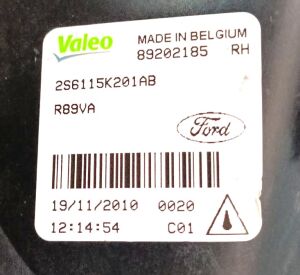 Valeo
MADE IN BELGIUM
89202185 RH
2S6115K201AB
R89VA
Ford
19/11/2010 0020
12:14:54 C01